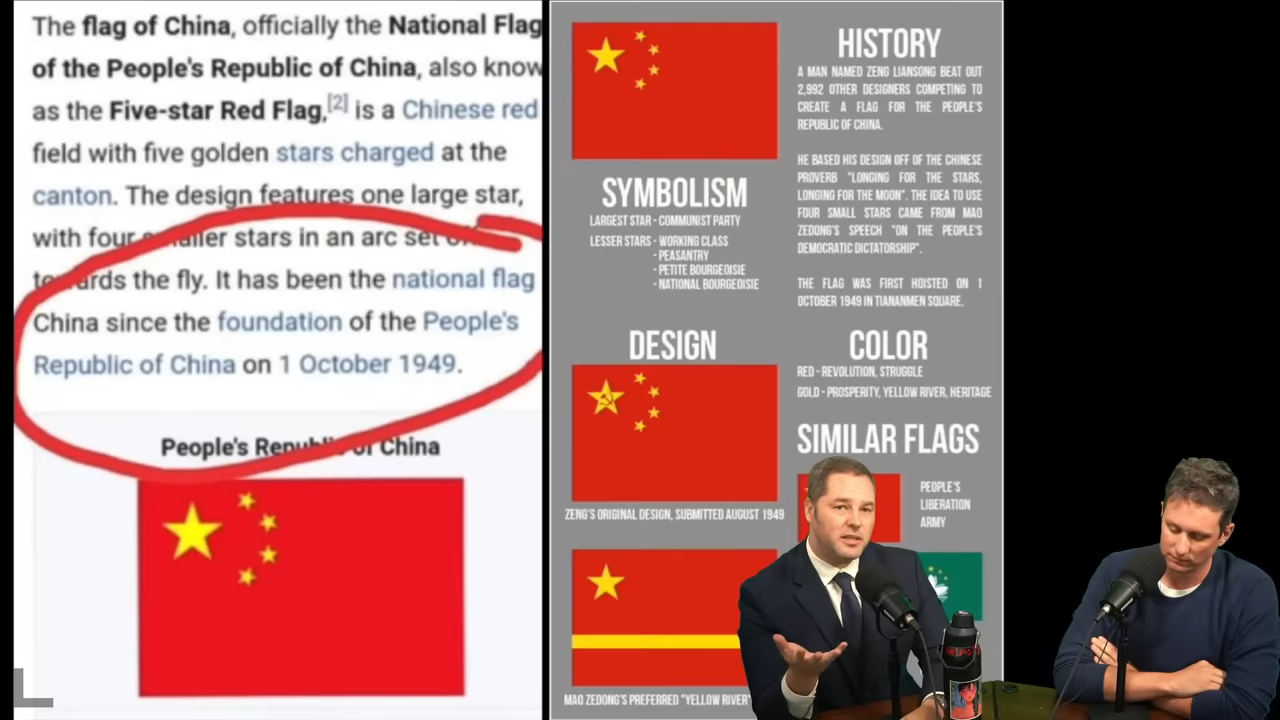 The flag of China, officially the National Flag
of the People's Republic of China, also know
as the Five-star Red Flag,[2] is a Chinese red
field with five golden stars charged at the
canton. The design features one large star,
with four smaller stars in an arc set
towards the fly. It has been the national flag
China since the foundation of the People's
Republic of China on 1 October 1949.
People's Republic of China
HISTORY
A MAN NAMED ZENG LIANSONG BEAT OUT
2,992 OTHER DESIGNERS COMPETING TO
CREATE A FLAG FOR THE PEOPLE'S
REPUBLIC OF CHINA.
HE BASED HIS DESIGN OFF OF THE CHINESE
PROVERB "LONGING FOR THE STARS,
LONGING FOR THE MOON". THE IDEA TO USE
FOUR SMALL STARS CAME FROM MAO
ZEDONG'S SPEECH "ON THE PEOPLE'S
DEMOCRATIC DICTATORSHIP".
THE FLAG WAS FIRST HOISTED ON 1
OCTOBER 1949 IN TIANANMEN SQUARE.
SYMBOLISM
LARGEST STAR - COMMUNIST PARTY
LESSER STARS - WORKING CLASS
- PEASANTRY
- PETITE BOURGEOISIE
- NATIONAL BOURGEOISIE
DESIGN
ZENG'S ORIGINAL DESIGN, SUBMITTED AUGUST 1949
MAO ZEDONG'S PREFERRED "YELLOW RIVER"
COLOR
RED - REVOLUTION, STRUGGLE
GOLD - PROSPERITY, YELLOW RIVER, HERITAGE
SIMILAR FLAGS
PEOPLE'S
LIBERATION
ARMY